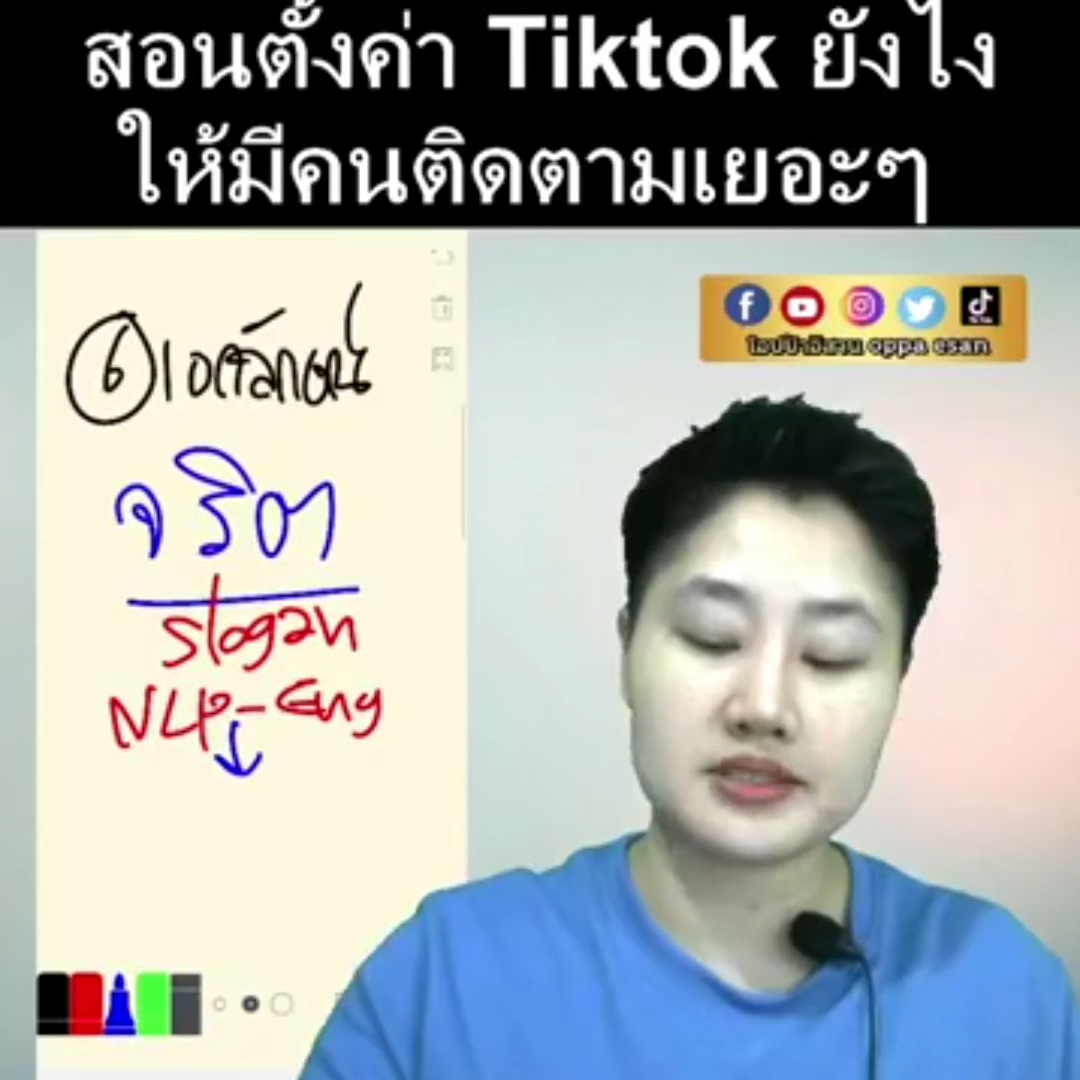 สอนตั้งค่า Tiktok ยังไง
ให้มีคนติดตามเยอะๆ
โอปป้าอีสาน oppa esan
6 เอกลักษณ์
จริต
slogan
NLP-Eng